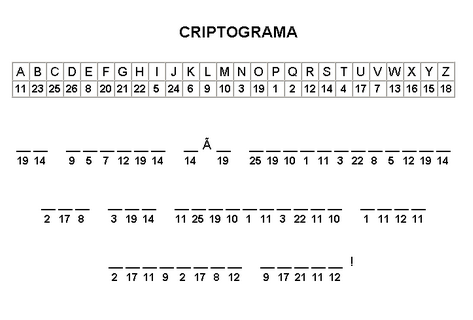 CRIPTOGRAMA
A B C D E F G H I J K L M N O P Q R S T U V W X Y Z
11 23 25 26 8 20 21 22 5 24 6 9 10 3 19 1 2 12 14 4 17 7 13 16 15 18
Ã
19 14 9 5 7 12 19 14 14 19 25 19 10 1 11 3 22 8 5 12 19 14
2 17 8 3 19 14 11 25 19 10 1 11 3 22 11 10 1 11 12 11
!
17 11 9 2 17 8 12 9 17 21 11 12